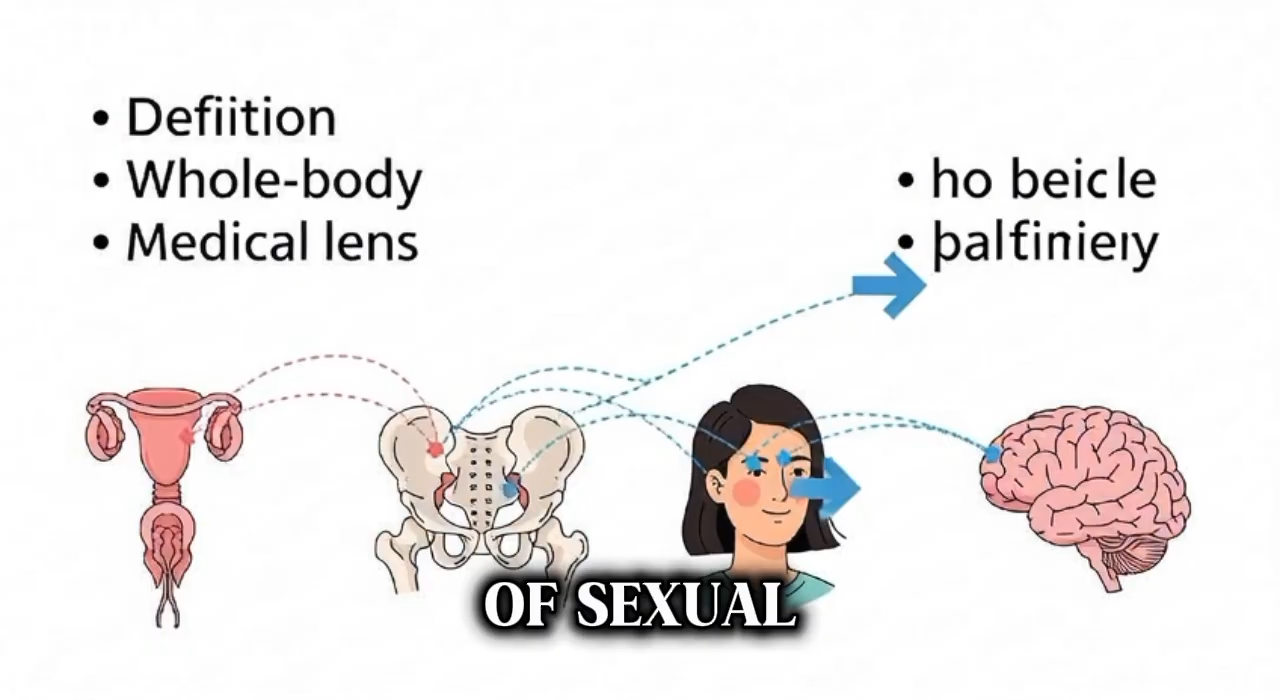 • Defiition
• Whole-body
• Medical lens
• ho beicle
OF SEXUAL